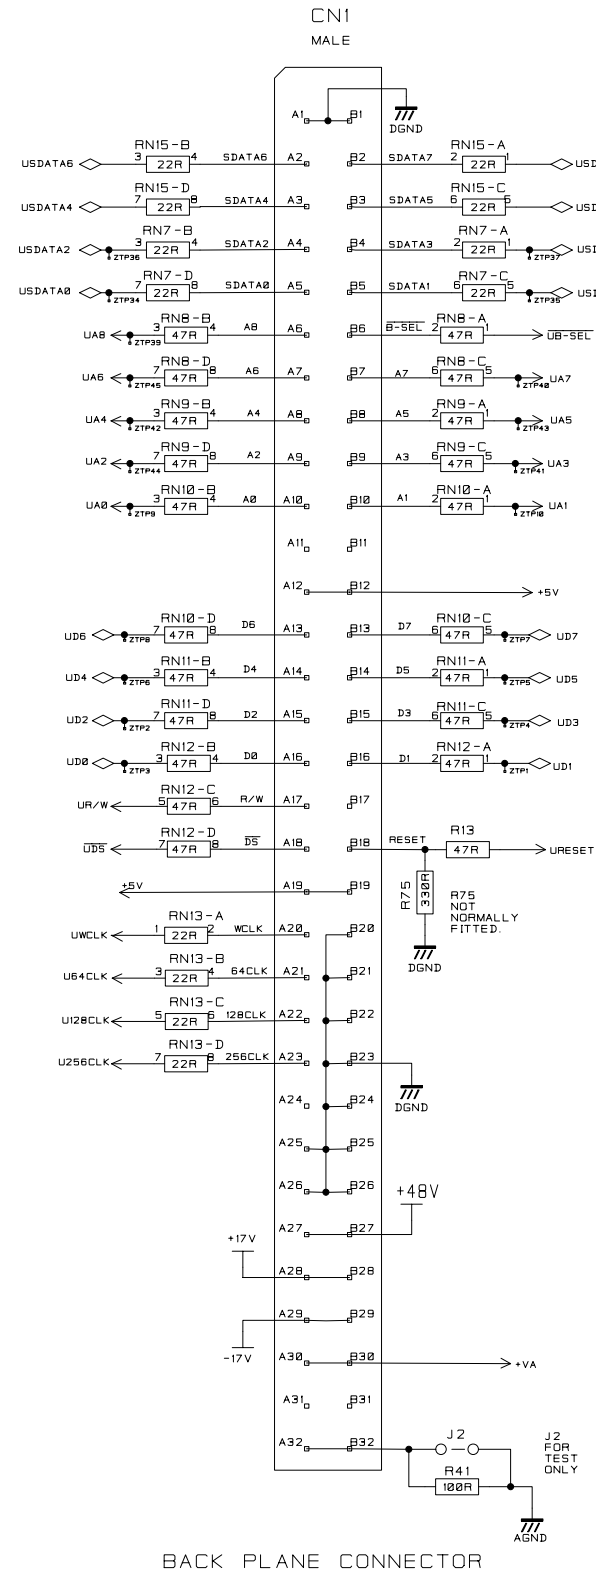 CN1
MALE
A1 B1
DGND
RN15-B RN15-A
USDATA6 3 22R 4 SDATA6 A2 B2 SDATA7 2 22R 1 USD
RN15-D RN15-C
USDATA4 7 22R 8 SDATA4 A3 B3 SDATA5 6 22R 5 USD
RN7-B RN7-A
USDATA2 ZTP36 3 22R 4 SDATA2 A4 B4 SDATA3 2 22R 1 ZTP37
RN7-D RN7-C
USDATA0 ZTP34 7 22R 8 SDATA0 A5 B5 SDATA1 6 22R 5 ZTP35
RN8-B RN8-A
UA8 ZTP39 3 47R 4 A8 A6 B6 B-SEL 2 47R 1 UB-SEL
RN8-D RN8-C
UA6 ZTP45 7 47R 8 A6 A7 B7 A7 6 47R 5 ZTP40 UA7
RN9-B RN9-A
UA4 ZTP42 3 47R 4 A4 A8 B8 A5 2 47R 1 ZTP43 UA5
RN9-D RN9-C
UA2 ZTP44 7 47R 8 A2 A9 B9 A3 6 47R 5 ZTP41 UA3
RN10-B RN10-A
UA0 ZTP9 3 47R 4 A0 A10 B10 A1 2 47R 1 ZTP10 UA1
A11 B11
A12 B12 +5V
RN10-D RN10-C
UD6 ZTP8 7 47R 8 D6 A13 B13 D7 6 47R 5 ZTP7 UD7
RN11-B RN11-A
UD4 ZTP6 3 47R 4 D4 A14 B14 D5 2 47R 1 ZTP5 UD5
RN11-D RN11-C
UD2 ZTP2 7 47R 8 D2 A15 B15 D3 6 47R 5 ZTP4 UD3
RN12-B RN12-A
UD0 ZTP3 3 47R 4 D0 A16 B16 D1 2 47R 1 ZTP1 UD1
RN12-C
UR/W 5 47R 6 R/W A17 B17
RN12-D R13
UDS 7 47R 8 DS A18 B18 RESET 47R URESET
+5V A19 B19 R75 330R
R75
NOT
NORMALLY
FITTED.
DGND
RN13-A
UWCLK 1 22R 2 WCLK A20 B20
RN13-B
U64CLK 3 22R 4 64CLK A21 B21
RN13-C
U128CLK 5 22R 6 128CLK A22 B22
RN13-D
U256CLK 7 22R 8 256CLK A23 B23
DGND
A24 B24
A25 B25
A26 B26
+48V
A27 B27
+17V
A28 B28
A29 B29
-17V
A30 B30 +VA
A31 B31
A32 B32
J2
R41
100R
J2
FOR
TEST
ONLY
AGND
BACK PLANE CONNECTOR